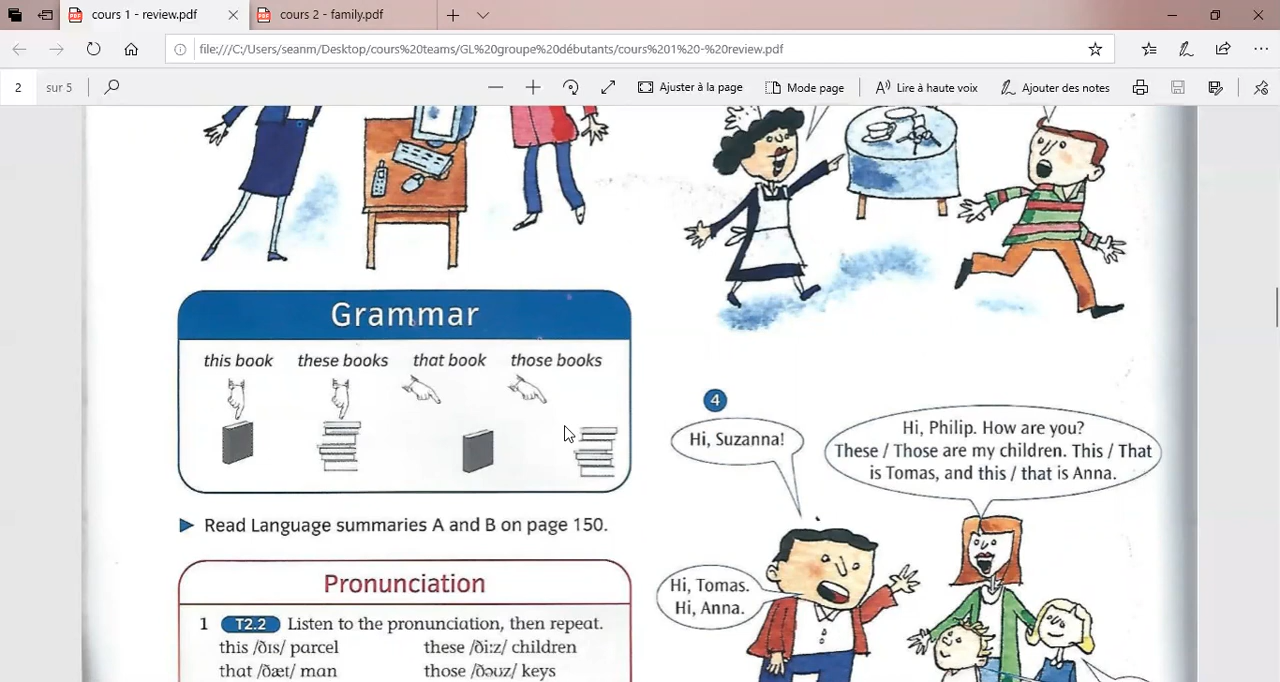 cours 1 - review.pdf
cours 2 - family.pdf
file:///C:/Users/seanm/Desktop/cours%20teams/GL%20groupe%20débutants/cours%201%20-%20review.pdf
2 sur 5
Ajuster à la page
Mode page
Lire à haute voix
Ajouter des notes
Grammar
this book these books that book those books
Read Language summaries A and B on page 150.
Pronunciation
1 T2.2 Listen to the pronunciation, then repeat.
this /ðɪs/ parcel these /ðiːz/ children
that /ðæt/ man those /ðəʊz/ keys
4
Hi, Suzanna!
Hi, Philip. How are you?
These / Those are my children. This / That
is Tomas, and this / that is Anna.
Hi, Tomas.
Hi, Anna.